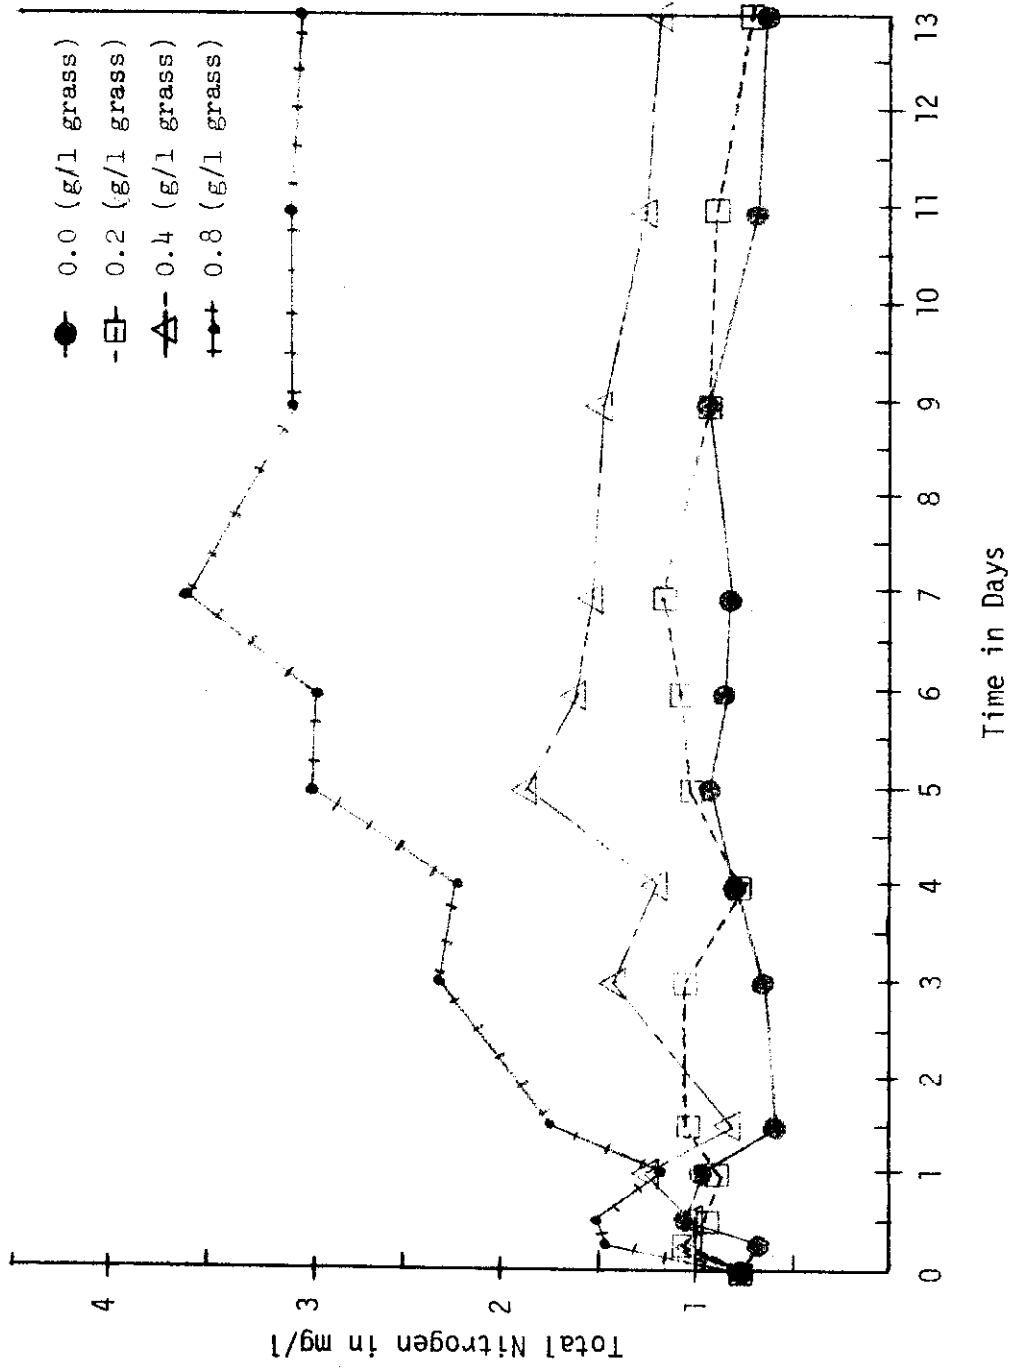 0.0 (g/l grass)
0.2 (g/l grass)
0.4 (g/l grass)
0.8 (g/l grass)
4
3
2
1
Total Nitrogen in mg/l
0 1 2 3 4 5 6 7 8 9 10 11 12 13
Time in Days